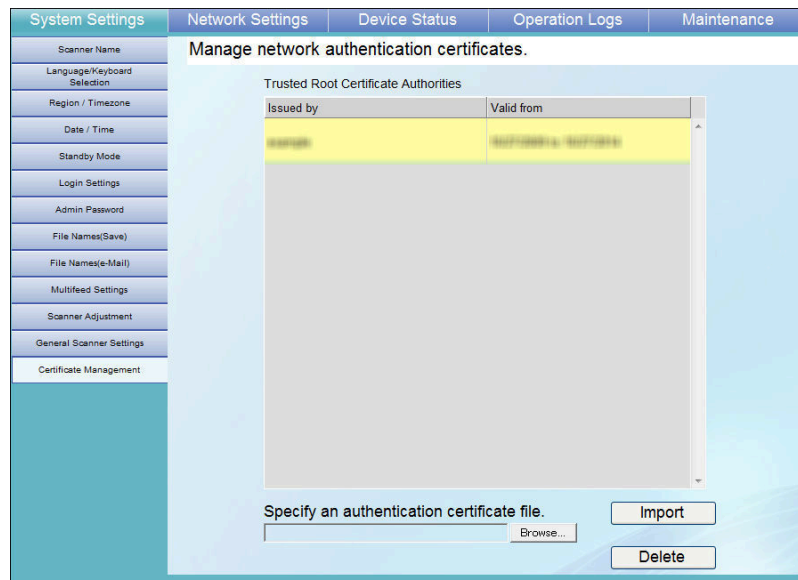 System Settings Network Settings Device Status Operation Logs Maintenance
Scanner Name
Language/Keyboard
Selection
Region / Timezone
Date / Time
Standby Mode
Login Settings
Admin Password
File Names(Save)
File Names(e-Mail)
Multifeed Settings
Scanner Adjustment
General Scanner Settings
Certificate Management
Manage network authentication certificates.
Trusted Root Certificate Authorities
Issued by Valid from
Specify an authentication certificate file.
Browse...
Import
Delete